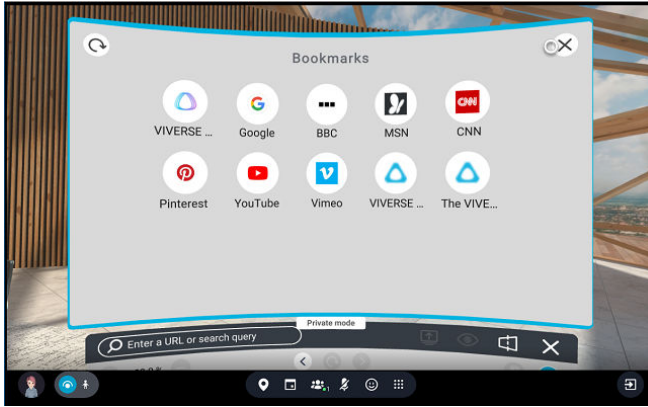 Bookmarks
VIVERSE ...
Google
BBC
MSN
CNN
CNN
Pinterest
YouTube
Vimeo
VIVERSE ...
The VIVE...
Private mode
Enter a URL or search query